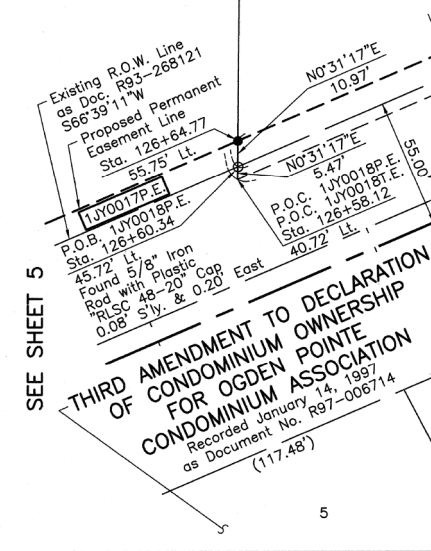 Existing R.O.W. Line
as Doc. R93-268121
S66°39'11"W
Proposed Permanent
Easement Line
Sta. 126+64.77
55.75' Lt.
1JY0017P.E.
P.O.B. 1JY0018P.E.
Sta. 126+60.34
45.72' Lt.
Found 5/8" Iron
Rod with Plastic
"RLSC 48-20" Cap
0.08' S'ly. & 0.20' East
N0°31'17"E
10.97'
N0°31'17"E
5.47'
P.O.C. 1JY0018P.E.
P.O.C. 1JY0018T.E.
Sta. 126+58.12
40.72' Lt.
55.00'
SEE SHEET 5
THIRD AMENDMENT TO DECLARATION
OF CONDOMINIUM OWNERSHIP
FOR OGDEN POINTE
CONDOMINIUM ASSOCIATION
Recorded January 14, 1997
as Document No. R97-006714
(117.48')
5